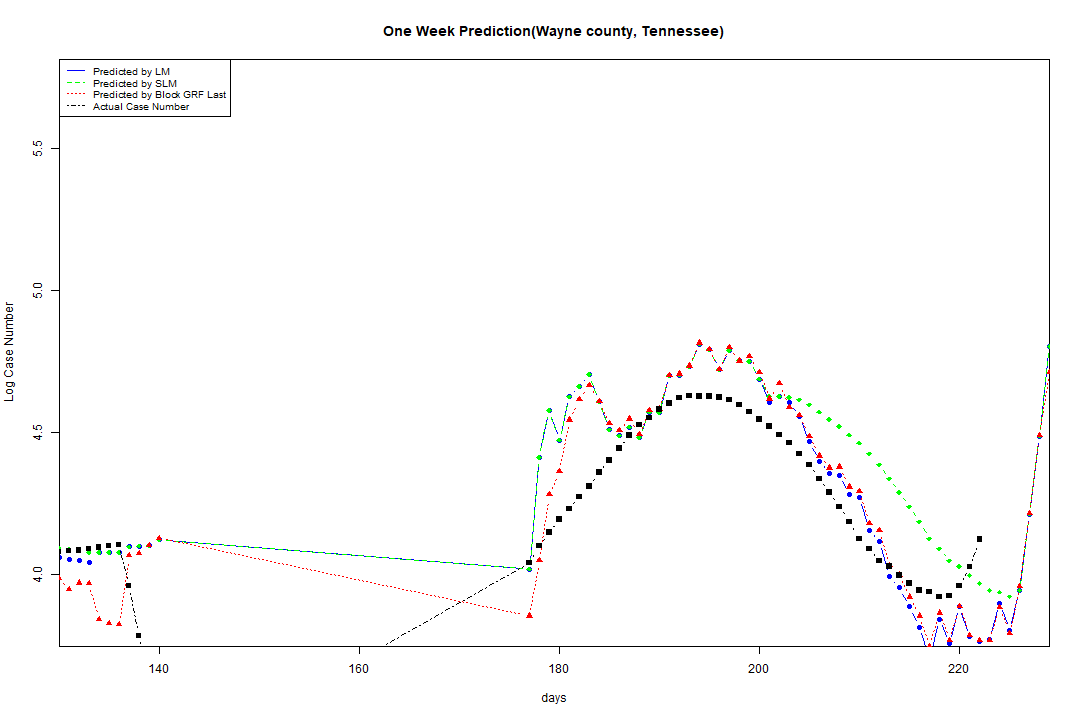 One Week Prediction(Wayne county, Tennessee)
Predicted by LM
Predicted by SLM
Predicted by Block GRF Last
Actual Case Number
5.5
5.0
4.5
4.0
Log Case Number
140 160 180 200 220
days